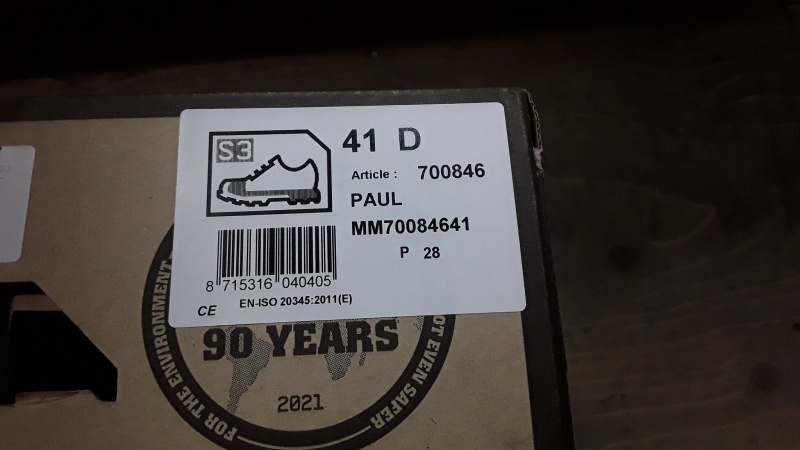 S3
41 D
Article : 700846
PAUL
MM70084641
P 28
8 715316 040405
CE EN-ISO 20345:2011(E)
90 YEARS
2021
FOR THE ENVIRONMENT
NOT EVEN SAFER